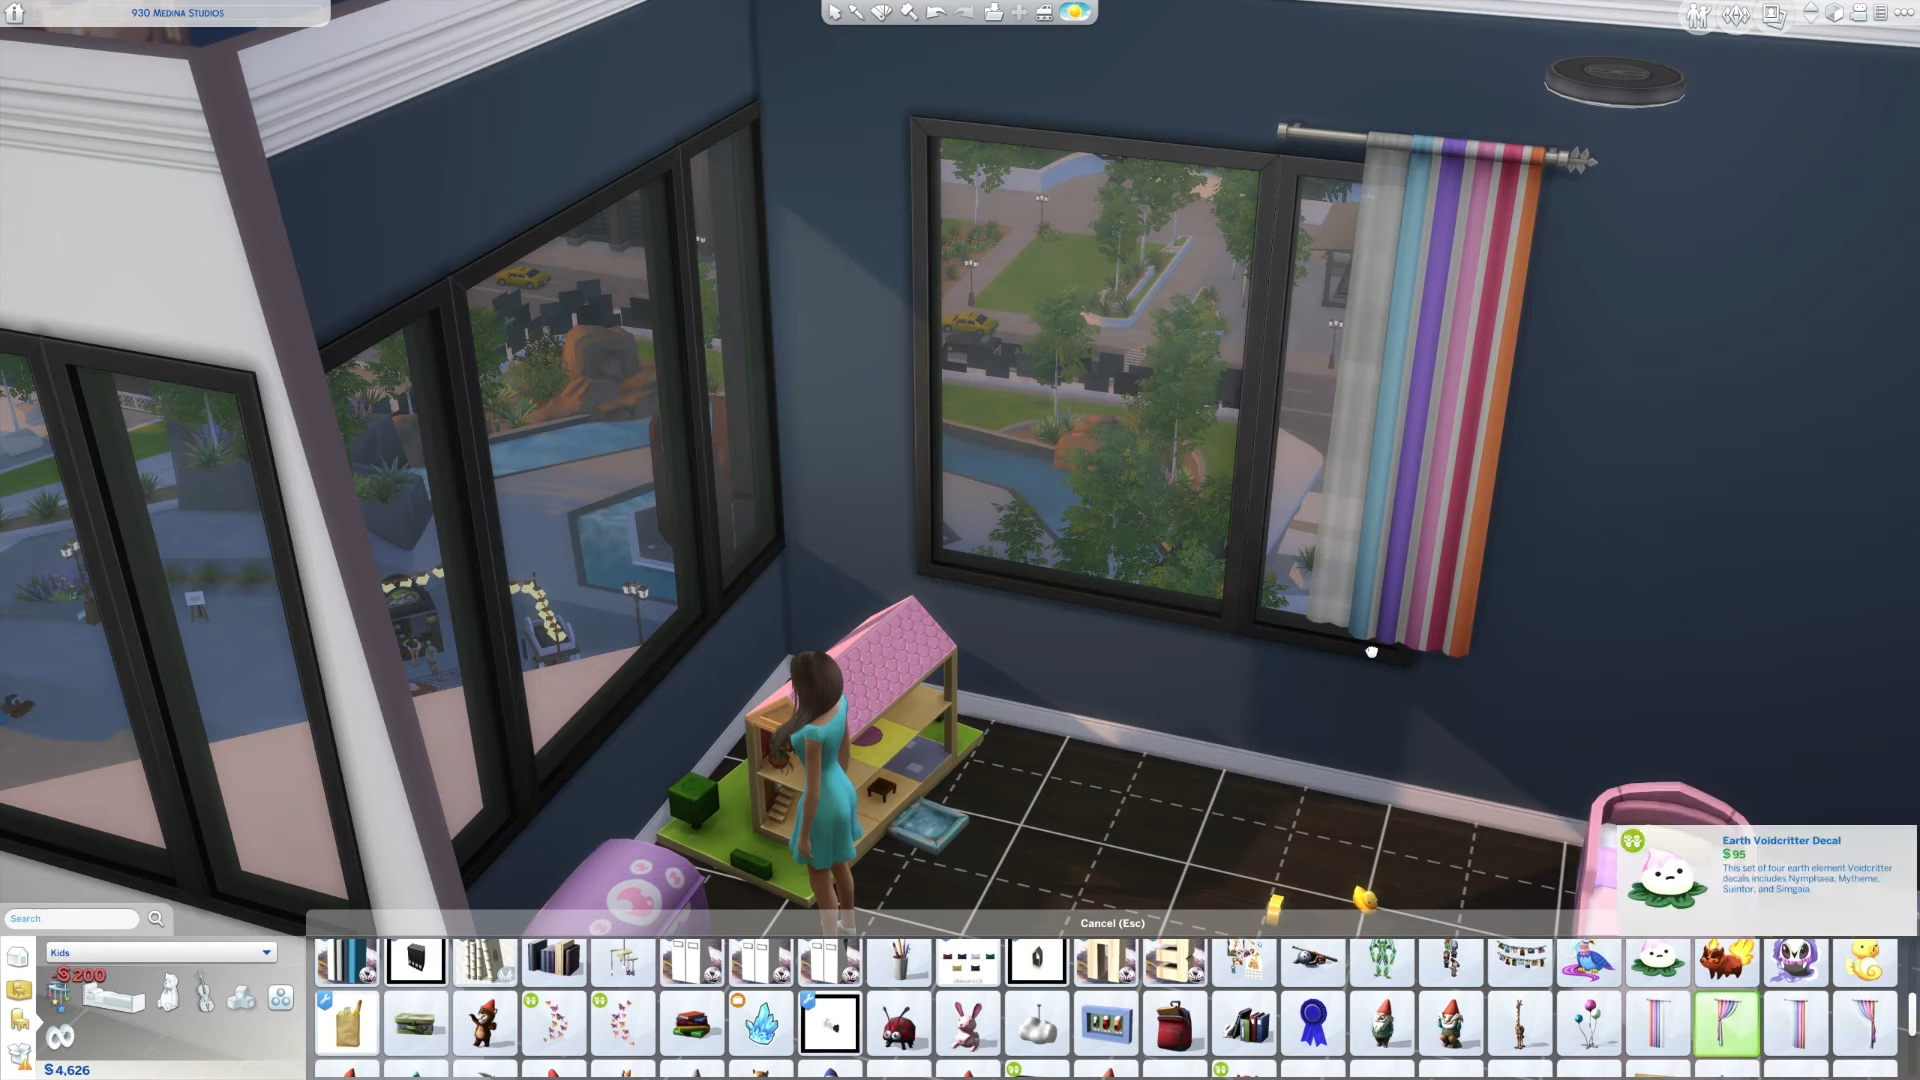 930 Medina Studios
Earth Voidcritter Decal
$95
This set of four earth element Voidcritter
decals includes Nymphaea, Mytheme,
Suintor, and Simgaia
Search
Cancel (Esc)
Kids
-$200
$4,626